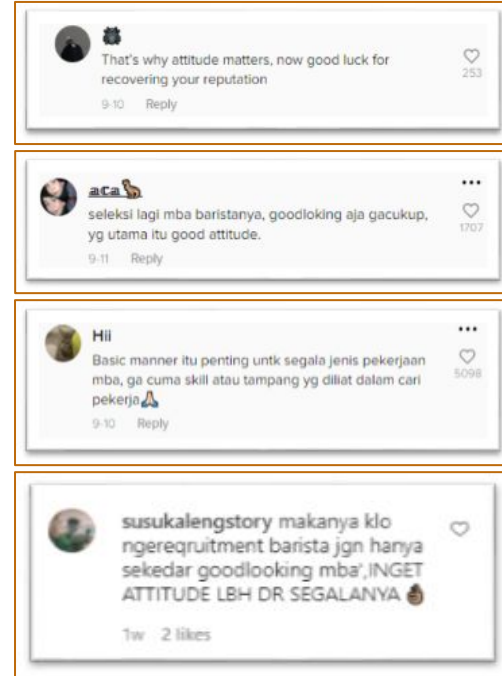 That's why attitude matters, now good luck for
recovering your reputation
253
9-10 Reply
aca
seleksi lagi mba baristanya, goodloking aja gacukup,
yg utama itu good attitude.
1707
9-11 Reply
Hii
Basic manner itu penting untk segala jenis pekerjaan
mba, ga cuma skill atau tampang yg diliat dalam cari
pekerja🙏
5098
9-10 Reply
susukalengstory makanya klo
ngereqruitment barista jgn hanya
sekedar goodlooking mba',INGET
ATTITUDE LBH DR SEGALANYA 👌🏿
1w 2 likes